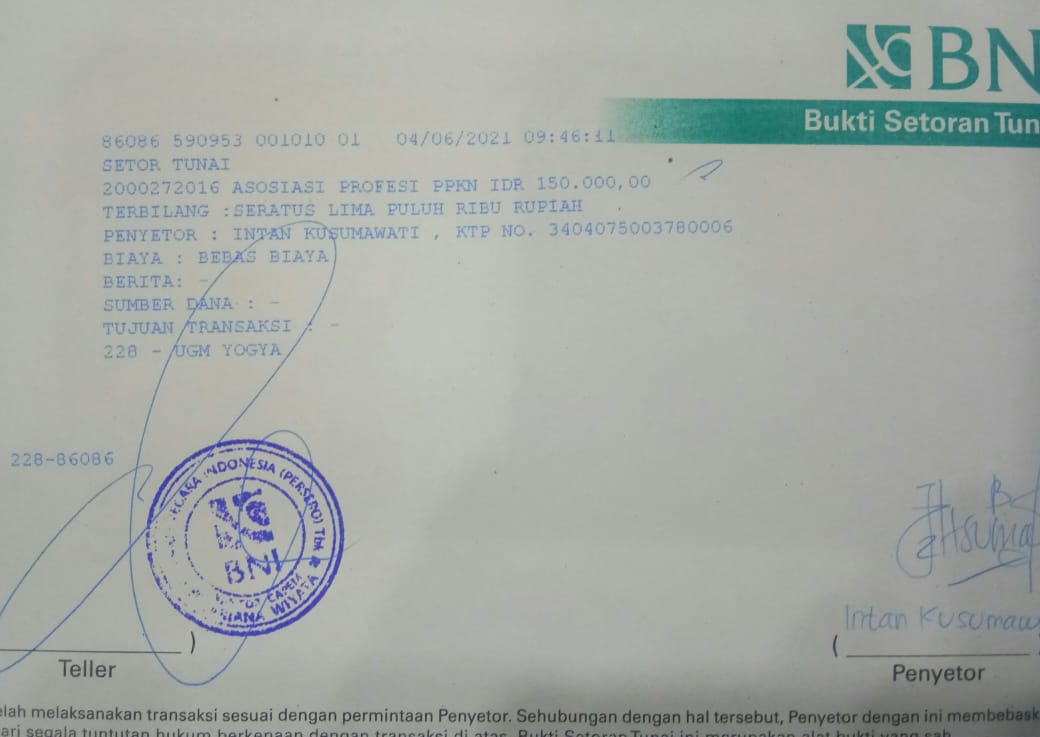 BN
Bukti Setoran Tun
86086 590953 001010 01 04/06/2021 09:46:11
SETOR TUNAI
2000272016 ASOSIASI PROFESI PPKN IDR 150.000,00
TERBILANG :SERATUS LIMA PULUH RIBU RUPIAH
PENYETOR : INTAN KUSUMAWATI , KTP NO. 3404075003780006
BIAYA : BEBAS BIAYA
BERITA: -
SUMBER DANA : -
TUJUAN TRANSAKSI : -
228 - UGM YOGYA
228-86086
NEGARA INDONESIA (PERSERO) Tbk
BNI
Intan Kusumaw
)
(
Teller
Penyetor
elah melaksanakan transaksi sesuai dengan permintaan Penyetor. Sehubungan dengan hal tersebut, Penyetor dengan ini membebask
ari segala tuntutan hukum berkenaan dengan transaksi di atas. Bukti Setoran Tunai ini merupakan alat bukti yang sah